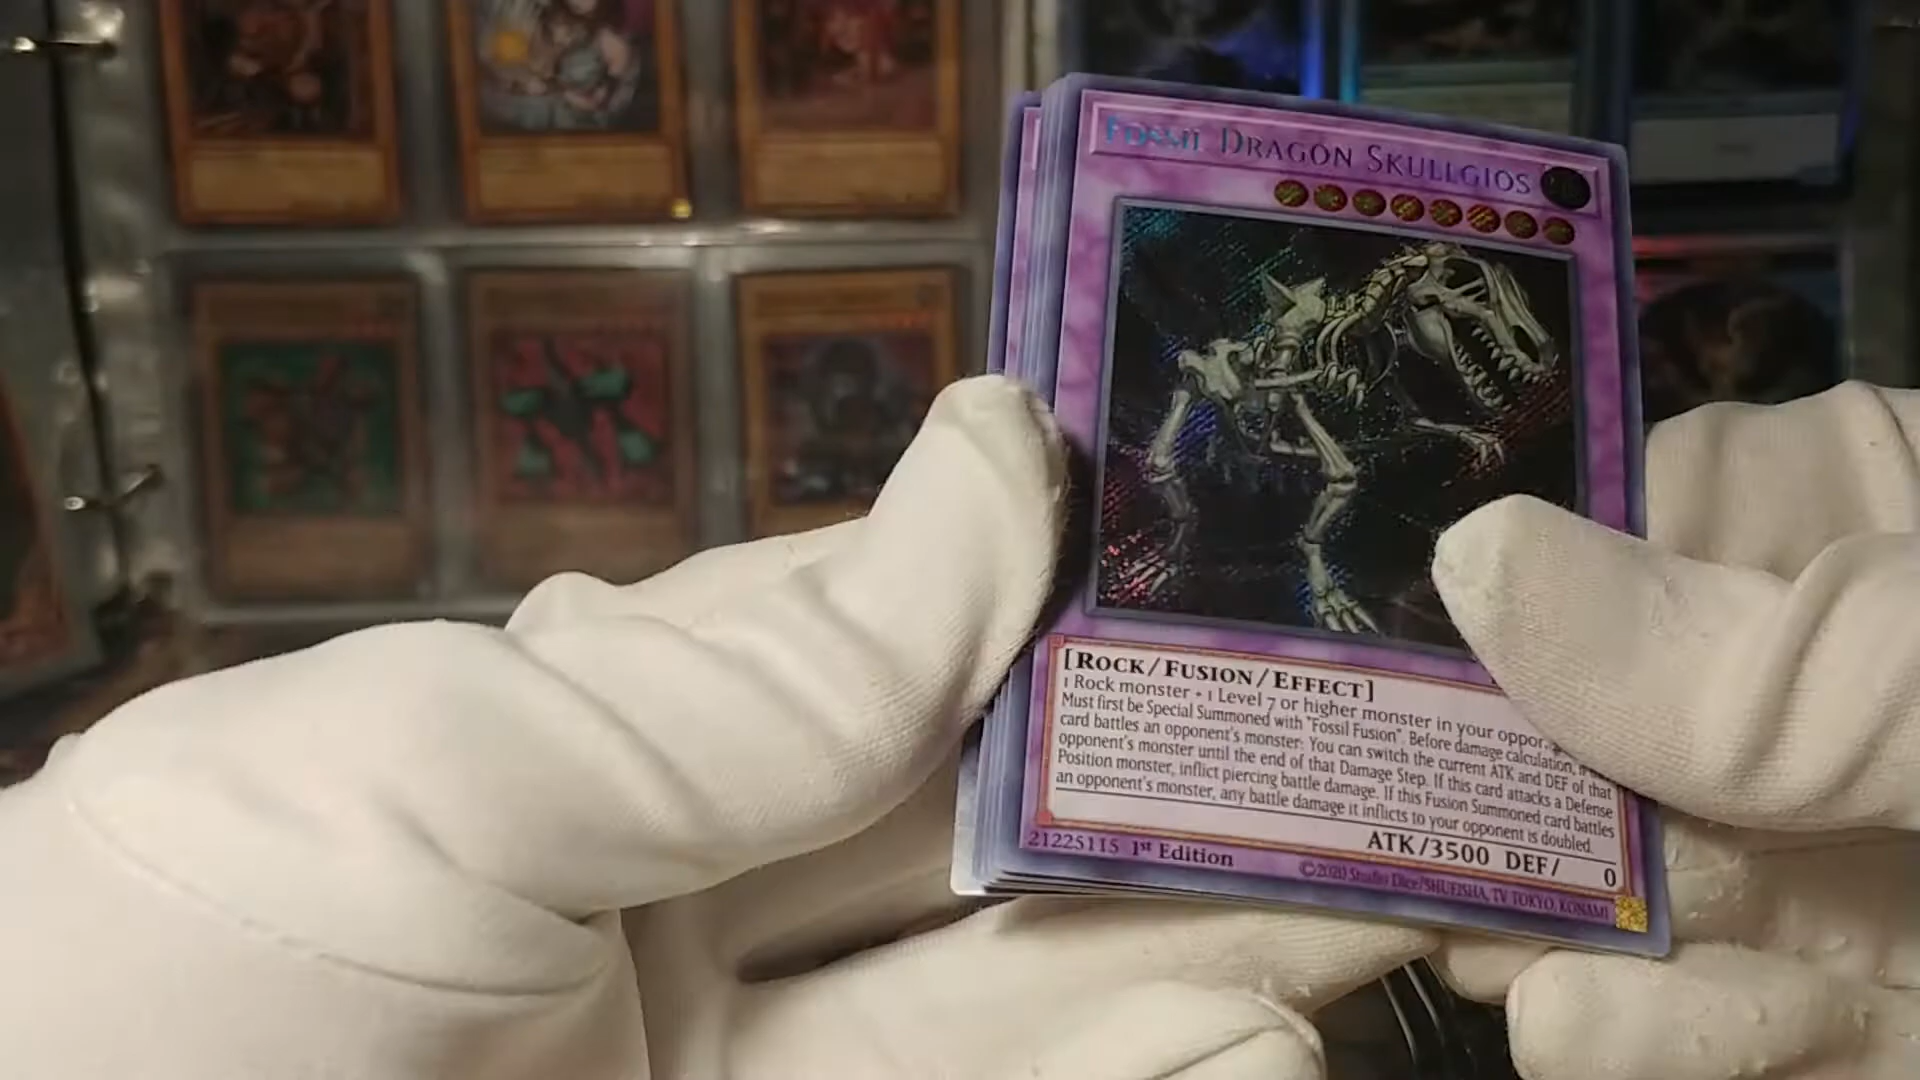 Fossil Dragon Skullgios
[Rock/Fusion/Effect]
1 Rock monster + 1 Level 7 or higher monster in your
Must first be Special Summoned with "Fossil Fusion". Before damage calculation,
card battles an opponent's monster: You can switch the current ATK and DEF of that
opponent's monster until the end of that Damage Step. If this card attacks a Defense
Position monster, inflict piercing battle damage. If this Fusion Summoned card battles
an opponent's monster, any battle damage it inflicts to your opponent is doubled.
ATK/3500 DEF/ 0
21225115 1st Edition
©2020 Studio Dice/SHUEISHA, TV TOKYO, KONAMI